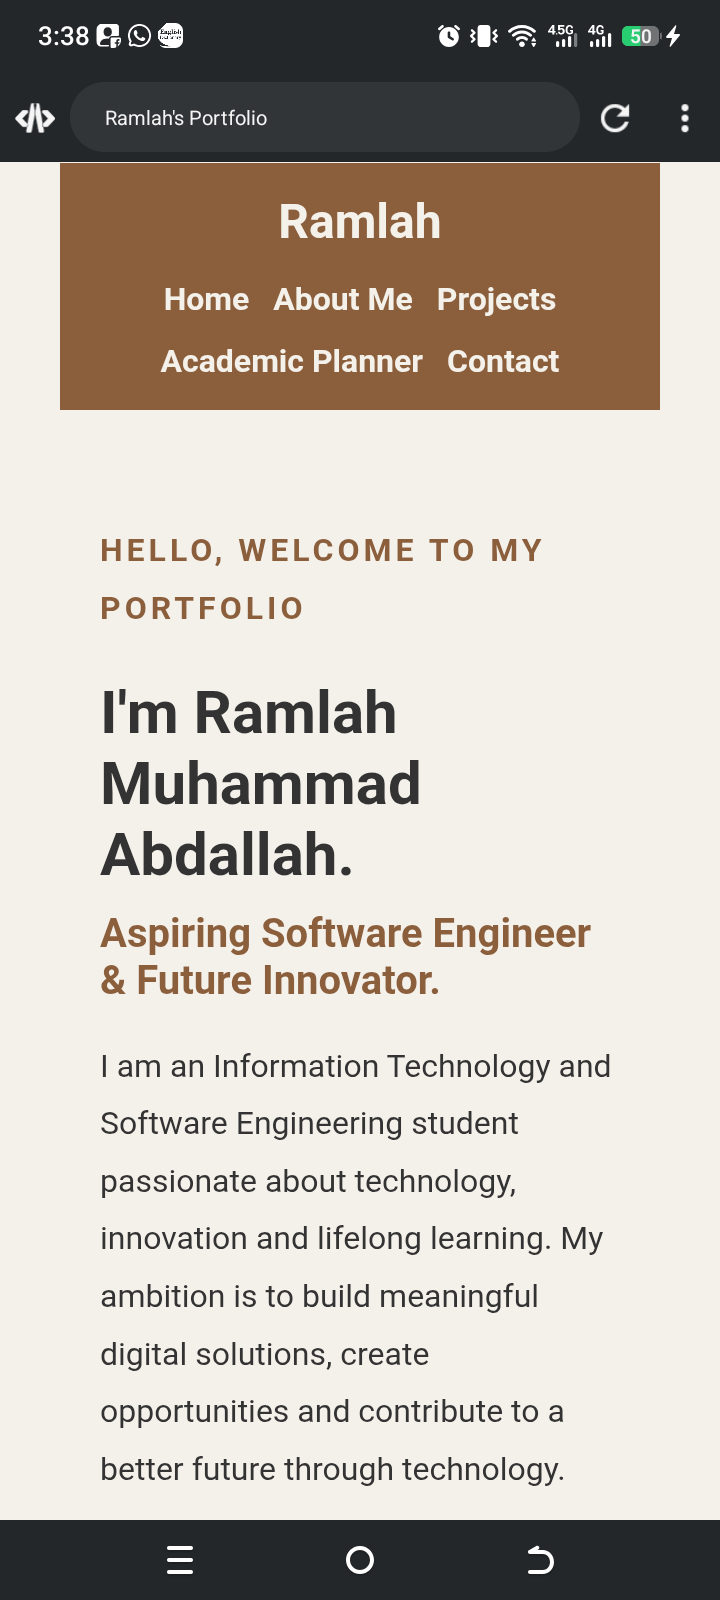 3:38
4.5G 4G 50
Ramlah's Portfolio
Ramlah
Home About Me Projects
Academic Planner Contact
HELLO, WELCOME TO MY
PORTFOLIO
I'm Ramlah
Muhammad
Abdallah.
Aspiring Software Engineer
& Future Innovator.
I am an Information Technology and
Software Engineering student
passionate about technology,
innovation and lifelong learning. My
ambition is to build meaningful
digital solutions, create
opportunities and contribute to a
better future through technology.